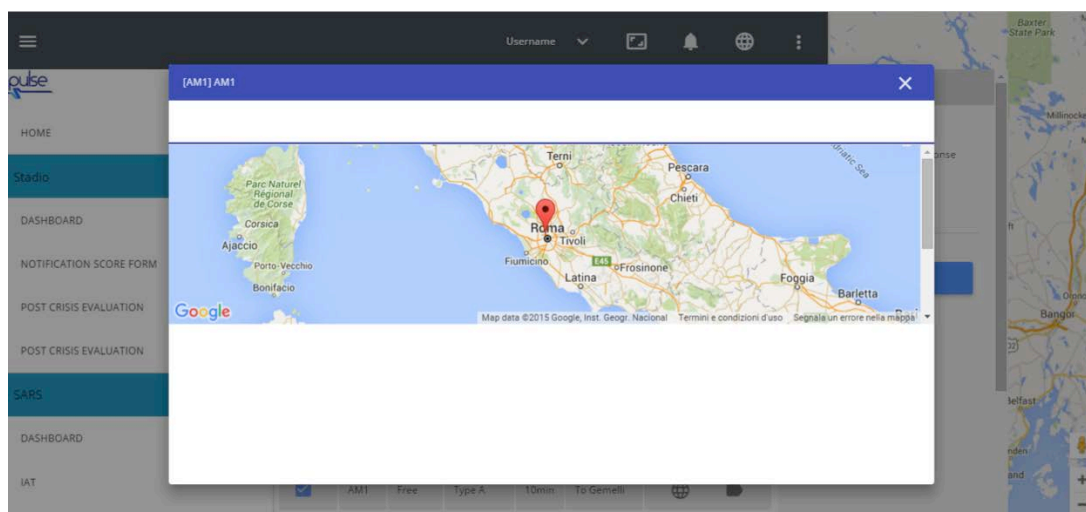 Username
pulse
HOME
Stadio
DASHBOARD
NOTIFICATION SCORE FORM
POST CRISIS EVALUATION
POST CRISIS EVALUATION
SARS
DASHBOARD
IAT
[AM1] AM1
Terni
Pescara
Adriatic Sea
Chieti
Parc Naturel
Régional
de Corse
Corsica
Ajaccio
Porto-Vecchio
Bonifacio
Roma
Tivoli
Fiumicino
E45
Frosinone
Latina
Foggia
Barletta
Google
Map data ©2015 Google, Inst. Geogr. Nacional Termini e condizioni d'uso Segnala un errore nella mappa
AM1 Free Type A 10min To Gemelli
Baxter
State Park
Bangor